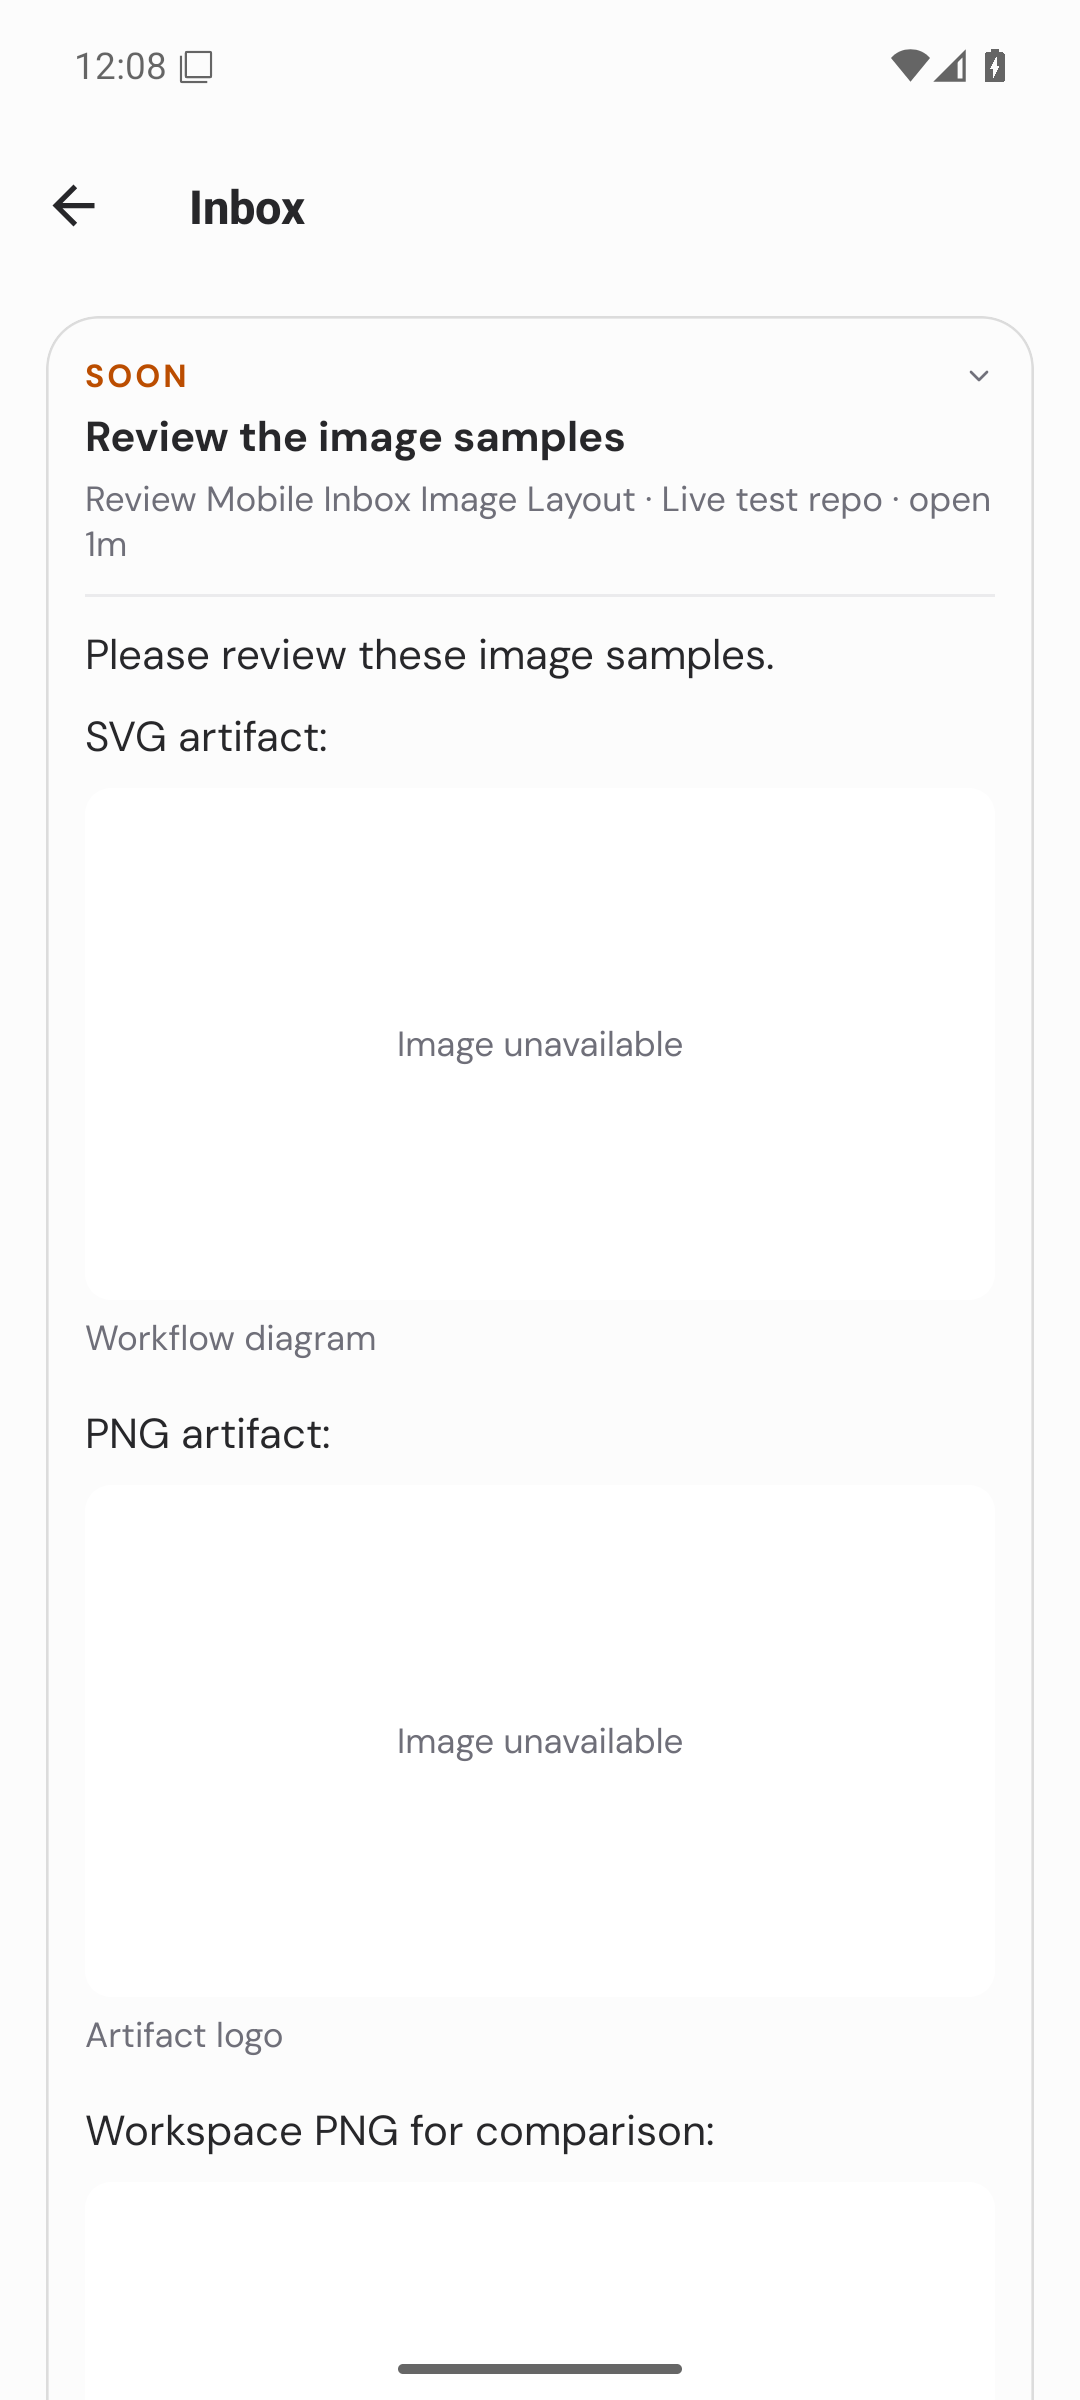 12:08
Inbox
SOON
Review the image samples
Review Mobile Inbox Image Layout · Live test repo · open
1m
Please review these image samples.
SVG artifact:
Image unavailable
Workflow diagram
PNG artifact:
Image unavailable
Artifact logo
Workspace PNG for comparison: